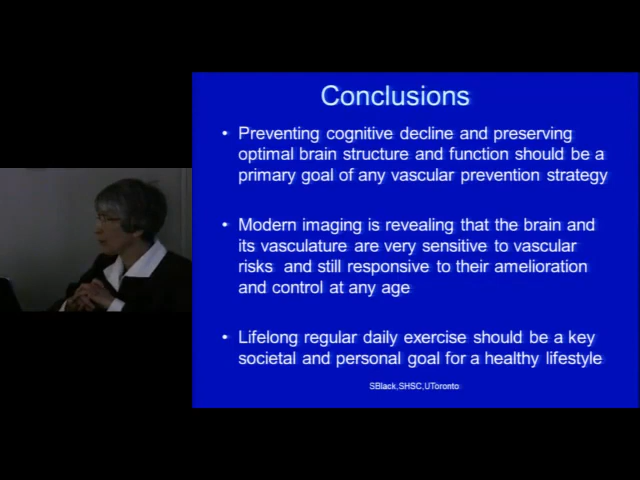 Conclusions
• Preventing cognitive decline and preserving
optimal brain structure and function should be a
primary goal of any vascular prevention strategy
• Modern imaging is revealing that the brain and
its vasculature are very sensitive to vascular
risks and still responsive to their amelioration
and control at any age
• Lifelong regular daily exercise should be a key
societal and personal goal for a healthy lifestyle
SBlack,SHSC,UToronto